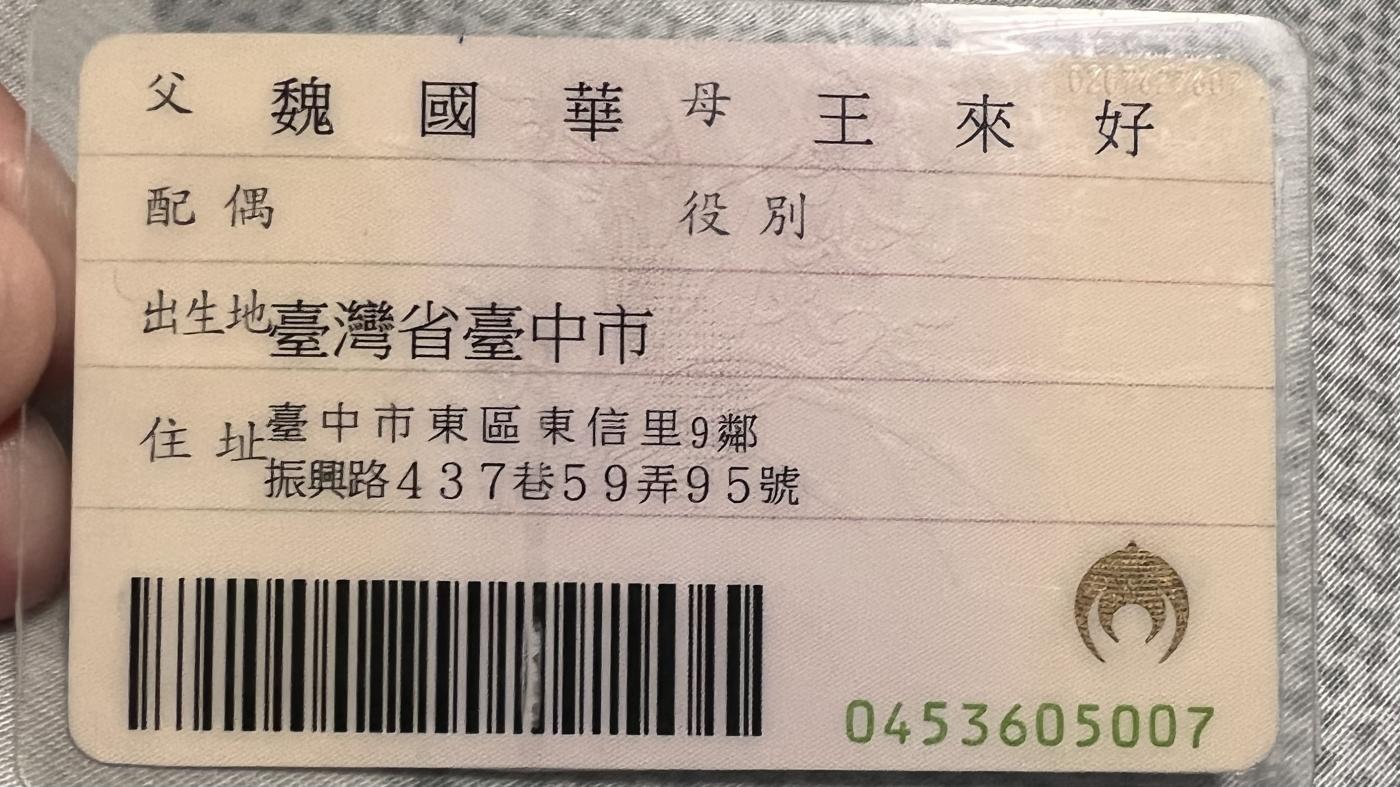 父 魏國華 母 王來好
配偶 役別
出生地 臺灣省臺中市
住址 臺中市東區東信里9鄰
振興路437巷59弄95號
0453605007